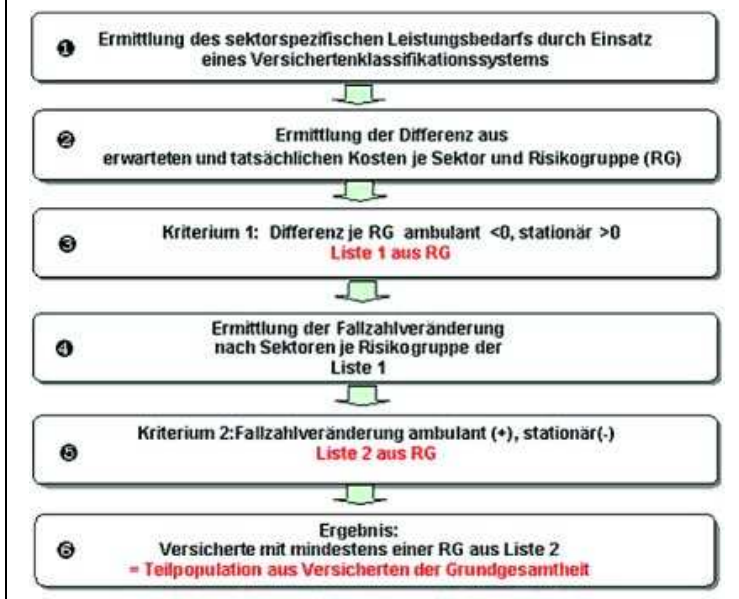 ❶ Ermittlung des sektorspezifischen Leistungsbedarfs durch Einsatz
eines Versichertenklassifikationssystems
❷ Ermittlung der Differenz aus
erwarteten und tatsächlichen Kosten je Sektor und Risikogruppe (RG)
❸ Kriterium 1: Differenz je RG ambulant <0, stationär >0
Liste 1 aus RG
❹ Ermittlung der Fallzahlveränderung
nach Sektoren je Risikogruppe der
Liste 1
❺ Kriterium 2:Fallzahlveränderung ambulant (+), stationär(-)
Liste 2 aus RG
❻ Ergebnis:
Versicherte mit mindestens einer RG aus Liste 2
= Teilpopulation aus Versicherten der Grundgesamtheit